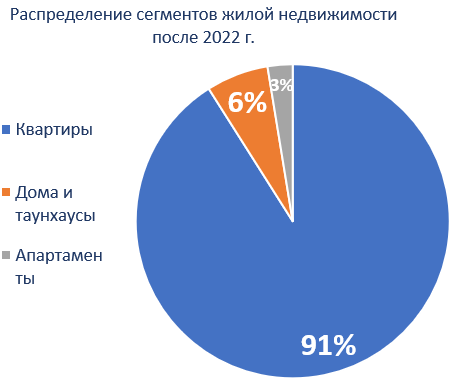 Распределение сегментов жилой недвижимости
после 2022 г.
3%
6%
Квартиры
Дома и
таунхаусы
Апартамен
ты
91%